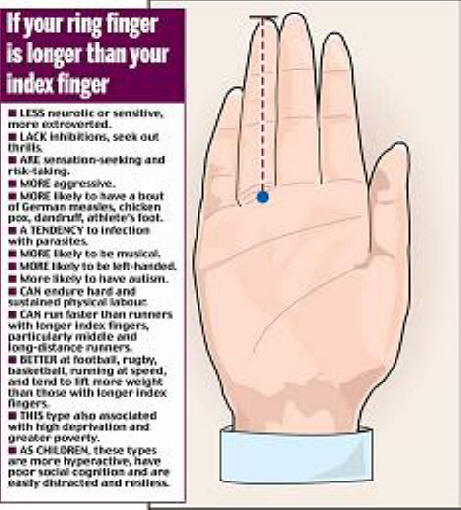 If your ring finger
is longer than your
index finger
■ LESS neurotic or sensitive,
more extroverted.
■ LACK inhibitions, seek out
thrills.
■ ARE sensation-seeking and
risk-taking.
■ MORE aggressive.
■ MORE likely to have a bout
of German measles, chicken
pox, dandruff, athlete's foot.
■ A TENDENCY to infection
with parasites.
■ MORE likely to be musical.
■ MORE likely to be left-handed.
■ More likely to have autism.
■ CAN endure hard and
sustained physical labour.
■ CAN run faster than runners
with longer index fingers,
particularly middle and
long-distance runners.
■ BETTER at football, rugby,
basketball, running at speed,
and tend to lift more weight
than those with longer index
fingers.
■ THIS type also associated
with high deprivation and
greater poverty.
■ AS CHILDREN, these types
are more hyperactive, have
poor social cognition and are
easily distracted and restless.